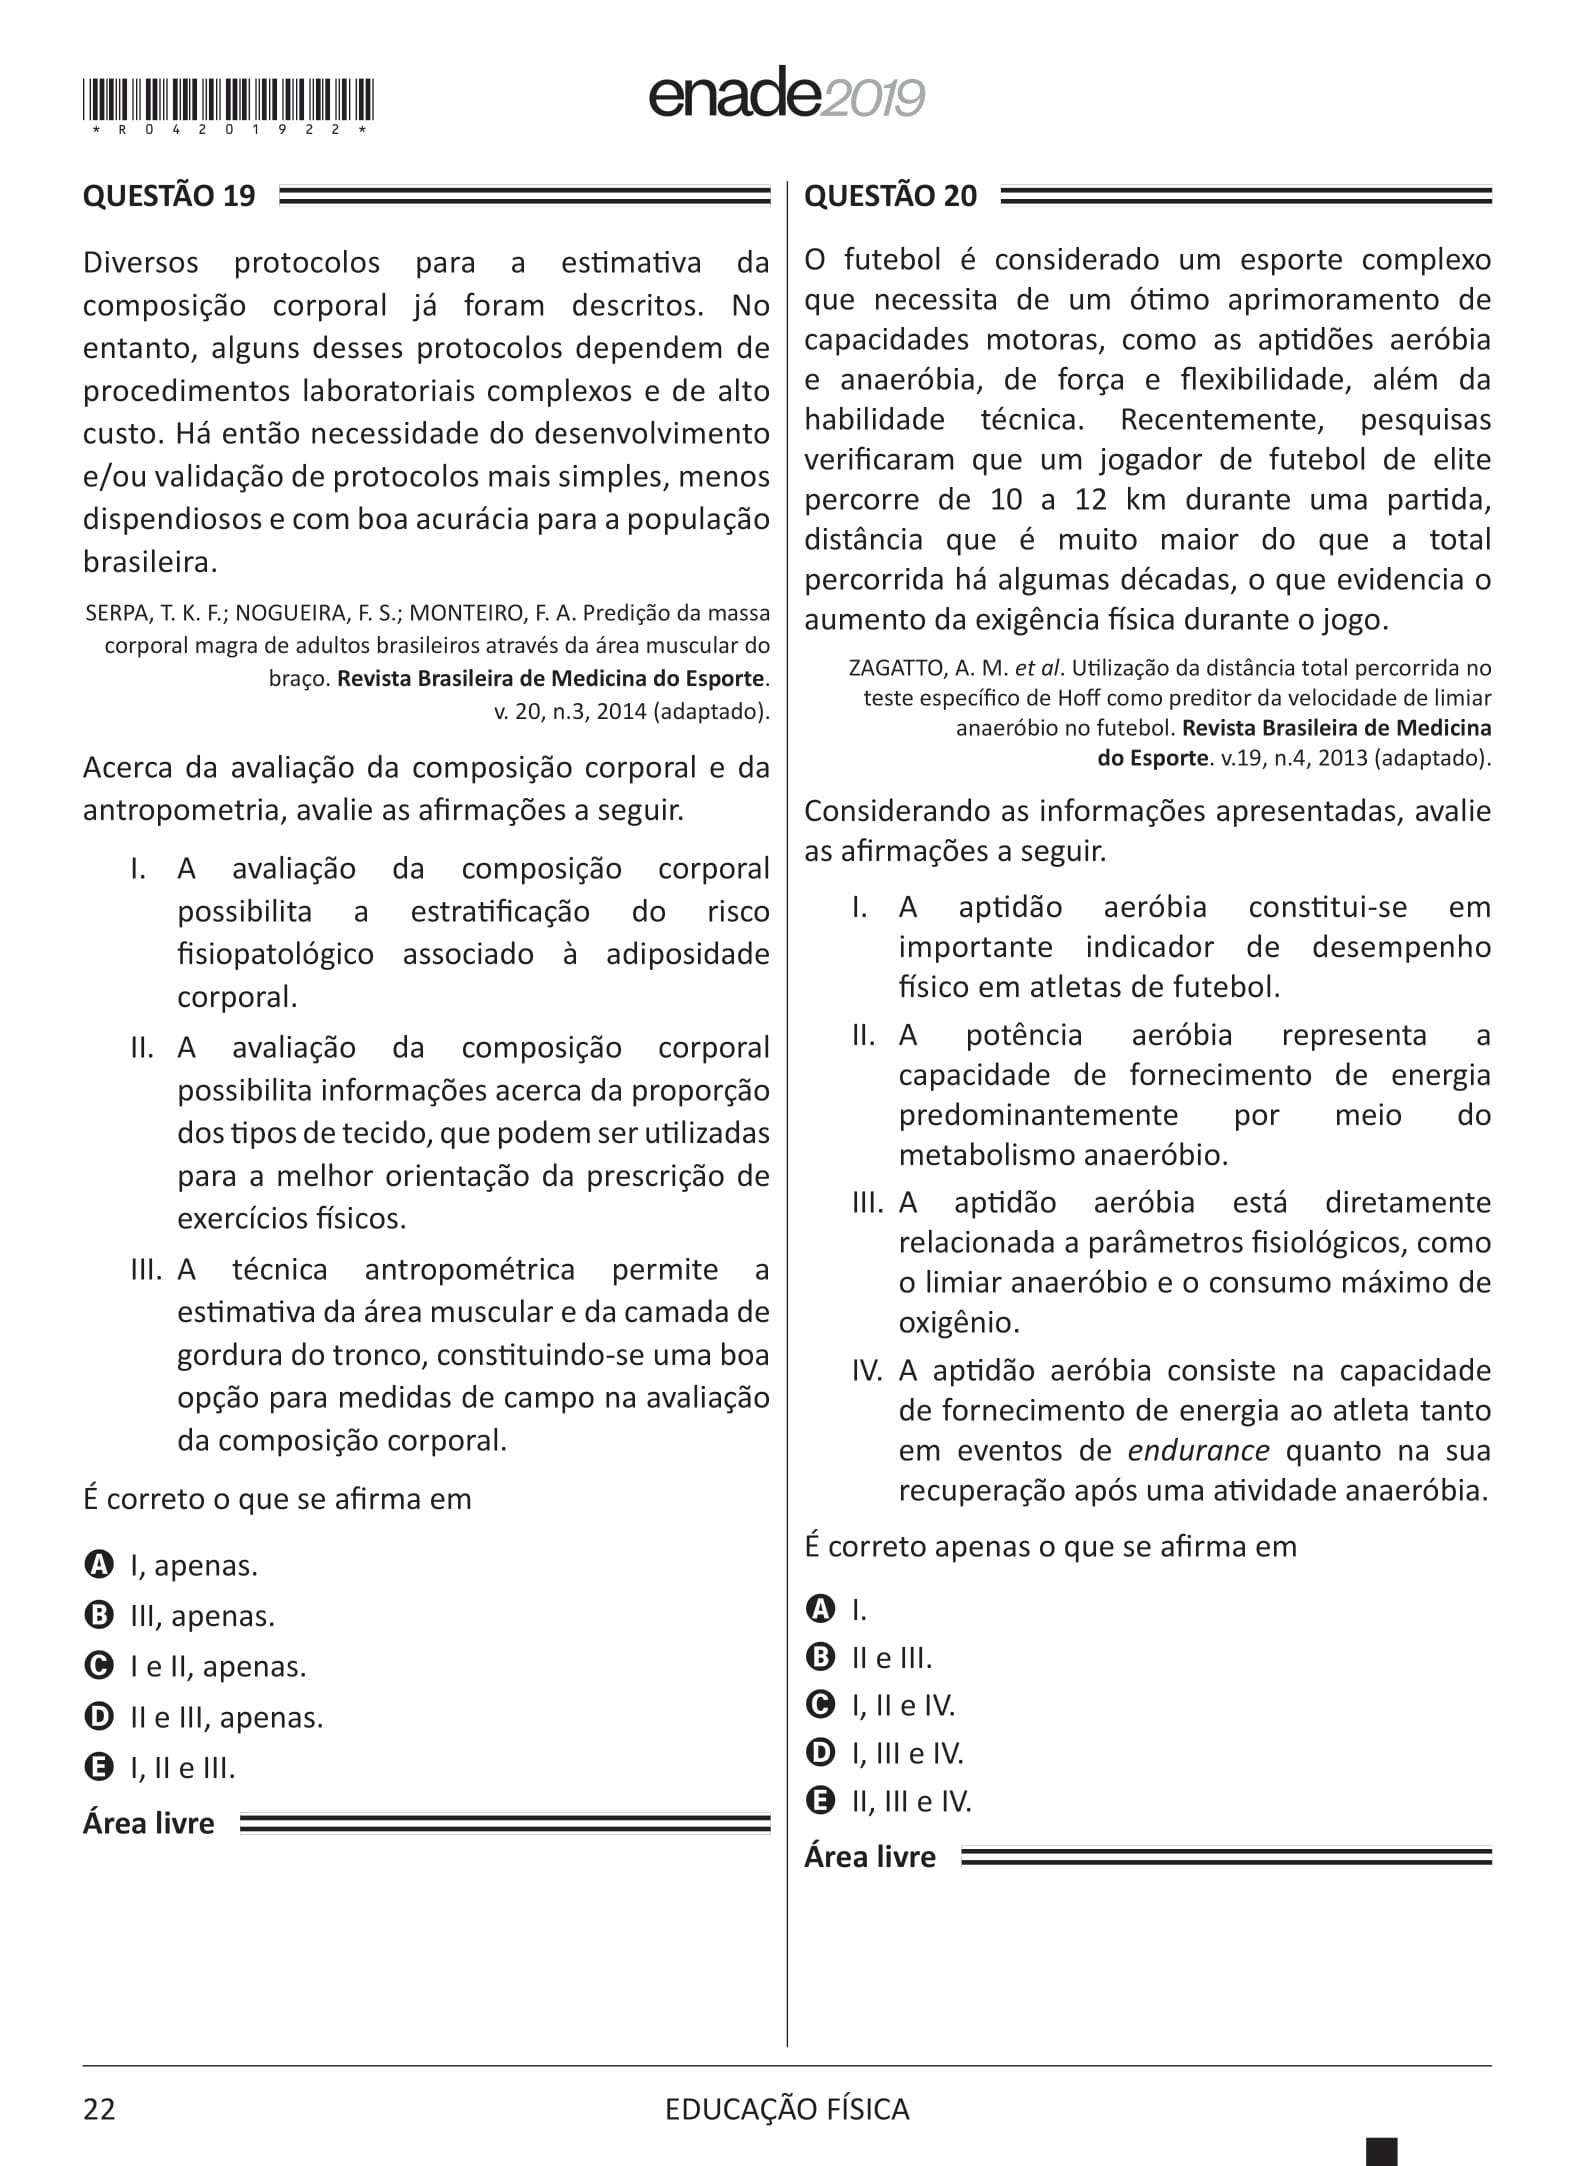 enade2019
*R04201922*
QUESTÃO 19
Diversos protocolos para a estimativa da
composição corporal já foram descritos. No
entanto, alguns desses protocolos dependem de
procedimentos laboratoriais complexos e de alto
custo. Há então necessidade do desenvolvimento
e/ou validação de protocolos mais simples, menos
dispendiosos e com boa acurácia para a população
brasileira.
SERPA, T. K. F.; NOGUEIRA, F. S.; MONTEIRO, F. A. Predição da massa
corporal magra de adultos brasileiros através da área muscular do
braço. Revista Brasileira de Medicina do Esporte.
v. 20, n.3, 2014 (adaptado).
Acerca da avaliação da composição corporal e da
antropometria, avalie as afirmações a seguir.
I. A avaliação da composição corporal
possibilita a estratificação do risco
fisiopatológico associado à adiposidade
corporal.
II. A avaliação da composição corporal
possibilita informações acerca da proporção
dos tipos de tecido, que podem ser utilizadas
para a melhor orientação da prescrição de
exercícios físicos.
III. A técnica antropométrica permite a
estimativa da área muscular e da camada de
gordura do tronco, constituindo-se uma boa
opção para medidas de campo na avaliação
da composição corporal.
É correto o que se afirma em
A I, apenas.
B III, apenas.
C I e II, apenas.
D II e III, apenas.
E I, II e III.
Área livre
QUESTÃO 20
O futebol é considerado um esporte complexo
que necessita de um ótimo aprimoramento de
capacidades motoras, como as aptidões aeróbia
e anaeróbia, de força e flexibilidade, além da
habilidade técnica. Recentemente, pesquisas
verificaram que um jogador de futebol de elite
percorre de 10 a 12 km durante uma partida,
distância que é muito maior do que a total
percorrida há algumas décadas, o que evidencia o
aumento da exigência física durante o jogo.
ZAGATTO, A. M. et al. Utilização da distância total percorrida no
teste específico de Hoff como preditor da velocidade de limiar
anaeróbio no futebol. Revista Brasileira de Medicina
do Esporte. v.19, n.4, 2013 (adaptado).
Considerando as informações apresentadas, avalie
as afirmações a seguir.
I. A aptidão aeróbia constitui-se em
importante indicador de desempenho
físico em atletas de futebol.
II. A potência aeróbia representa a
capacidade de fornecimento de energia
predominantemente por meio do
metabolismo anaeróbio.
III. A aptidão aeróbia está diretamente
relacionada a parâmetros fisiológicos, como
o limiar anaeróbio e o consumo máximo de
oxigênio.
IV. A aptidão aeróbia consiste na capacidade
de fornecimento de energia ao atleta tanto
em eventos de endurance quanto na sua
recuperação após uma atividade anaeróbia.
É correto apenas o que se afirma em
A I.
B II e III.
C I, II e IV.
D I, III e IV.
E II, III e IV.
Área livre
22
EDUCAÇÃO FÍSICA